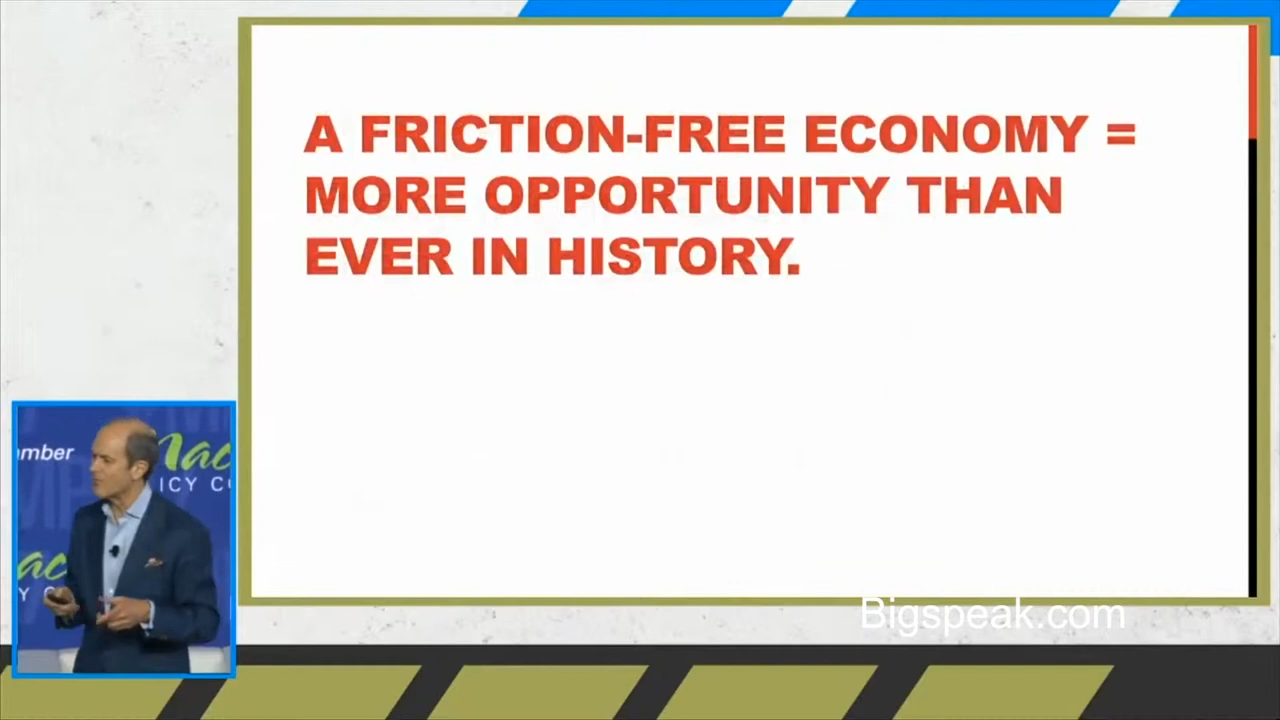 A FRICTION-FREE ECONOMY =
MORE OPPORTUNITY THAN
EVER IN HISTORY.
Bigspeak.com